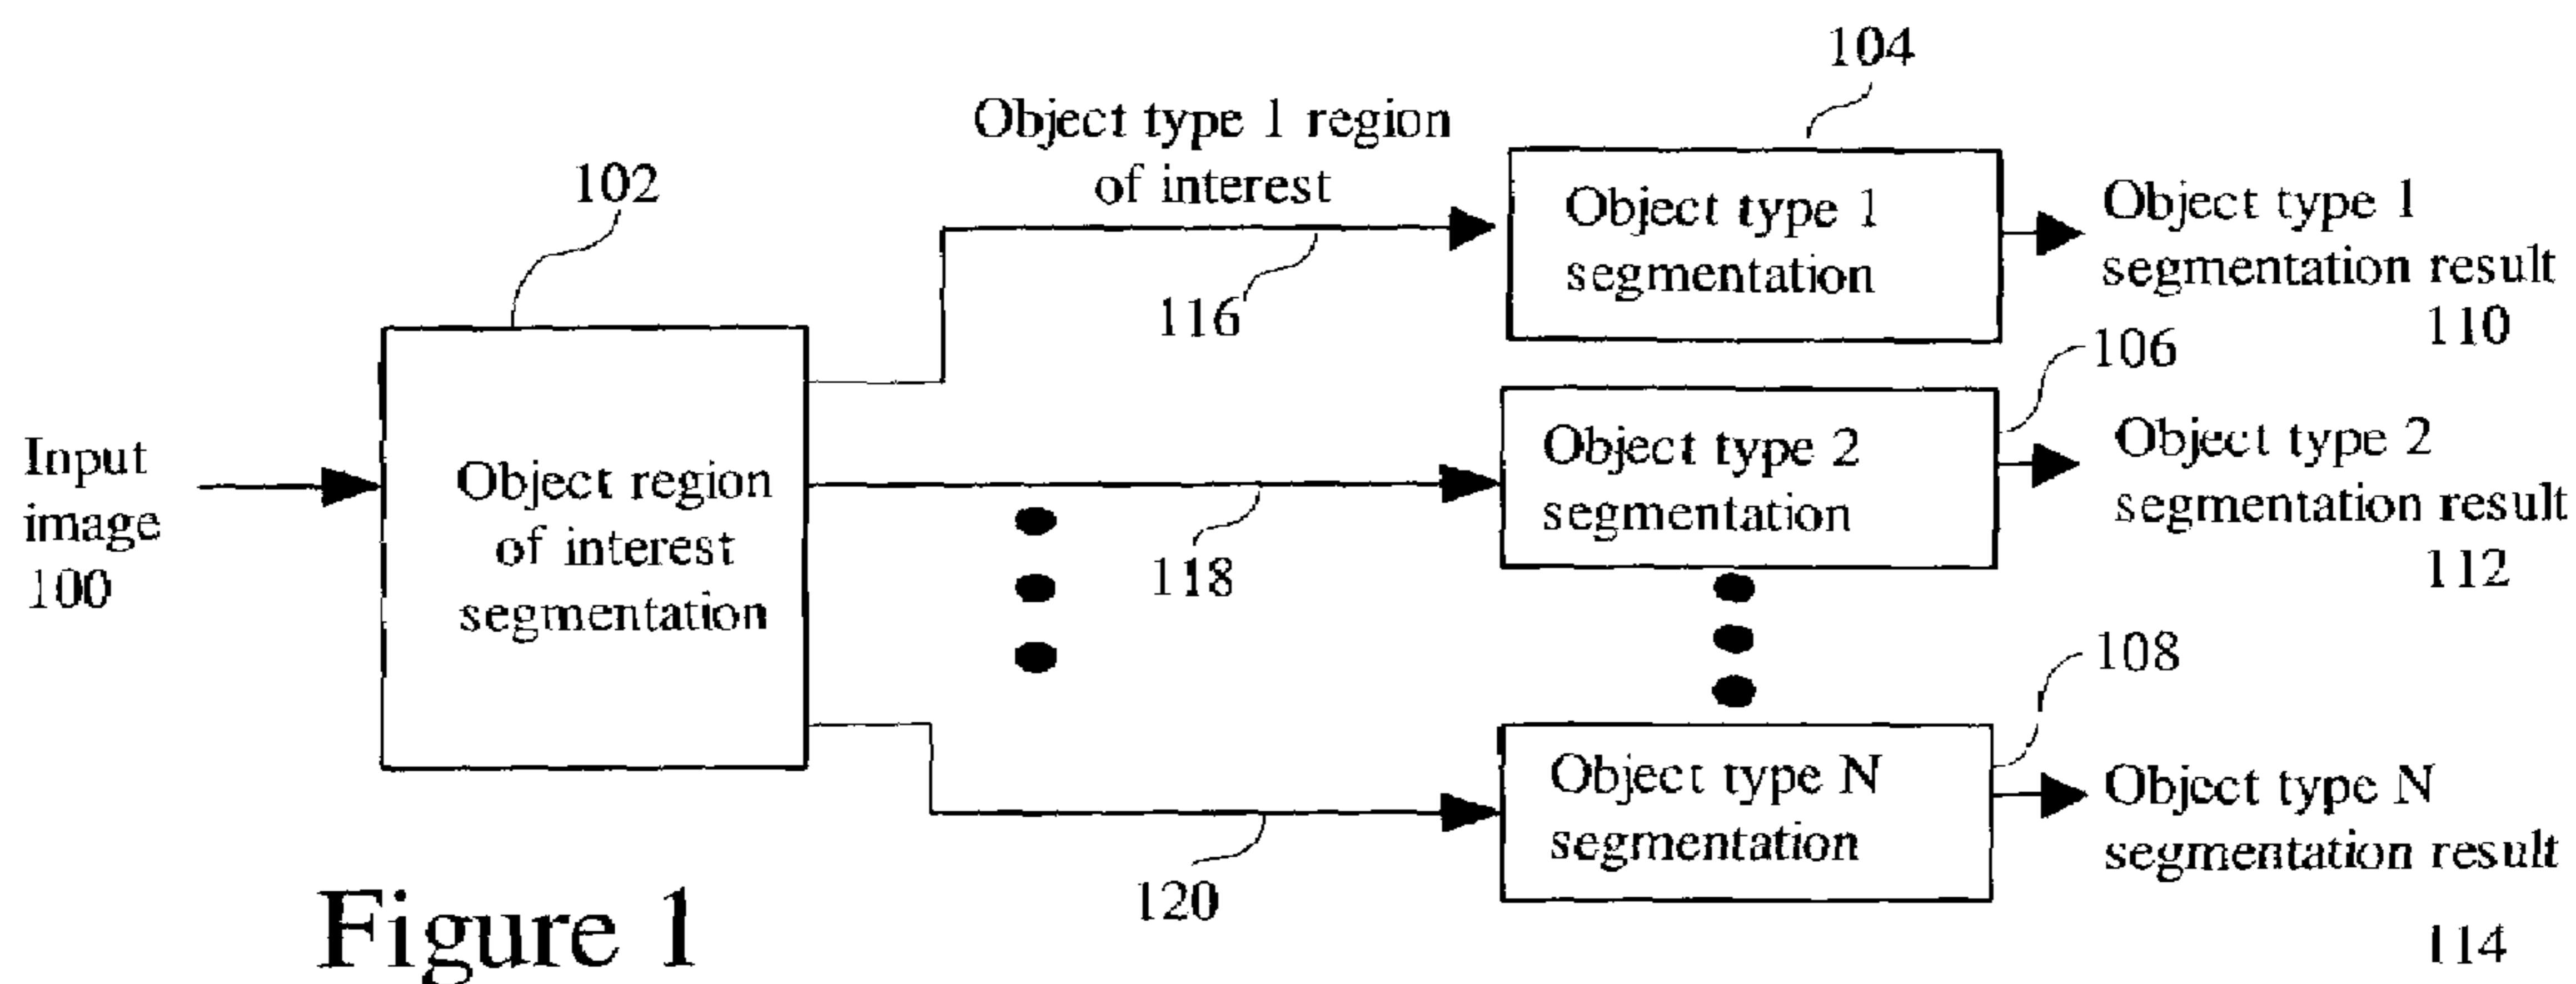 104
Object type 1 region
of interest
102
Object type 1
segmentation
Object type 1
segmentation result
110
116
106
Input
image
100
Object region
of interest
segmentation
Object type 2
segmentation
Object type 2
segmentation result
112
118
108
Object type N
segmentation
Object type N
segmentation result
114
120
Figure 1